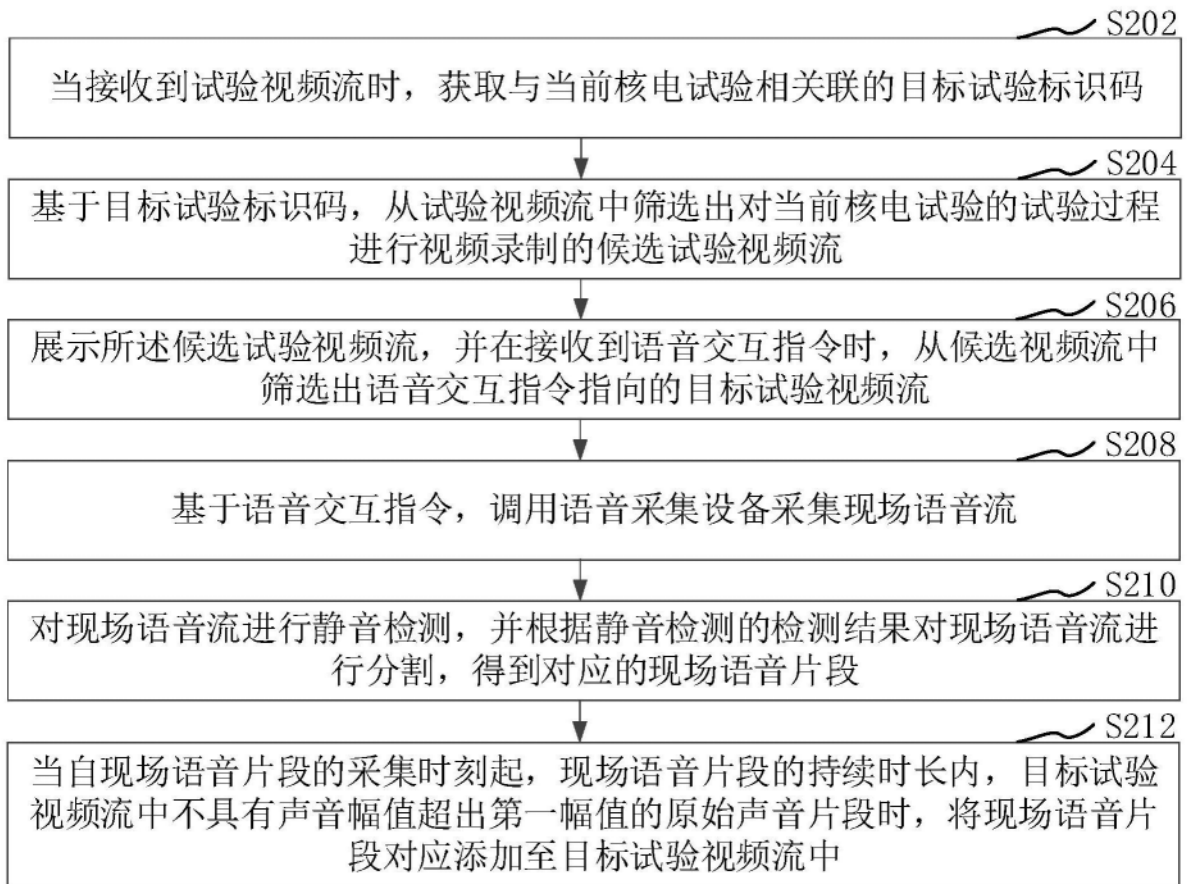 S202
当接收到试验视频流时，获取与当前核电试验相关联的目标试验标识码
S204
基于目标试验标识码，从试验视频流中筛选出对当前核电试验的试验过程
进行视频录制的候选试验视频流
S206
展示所述候选试验视频流，并在接收到语音交互指令时，从候选视频流中
筛选出语音交互指令指向的目标试验视频流
S208
基于语音交互指令，调用语音采集设备采集现场语音流
S210
对现场语音流进行静音检测，并根据静音检测的检测结果对现场语音流进
行分割，得到对应的现场语音片段
S212
当自现场语音片段的采集时刻起，现场语音片段的持续时长内，目标试验
视频流中不具有声音幅值超出第一幅值的原始声音片段时，将现场语音片
段对应添加至目标试验视频流中